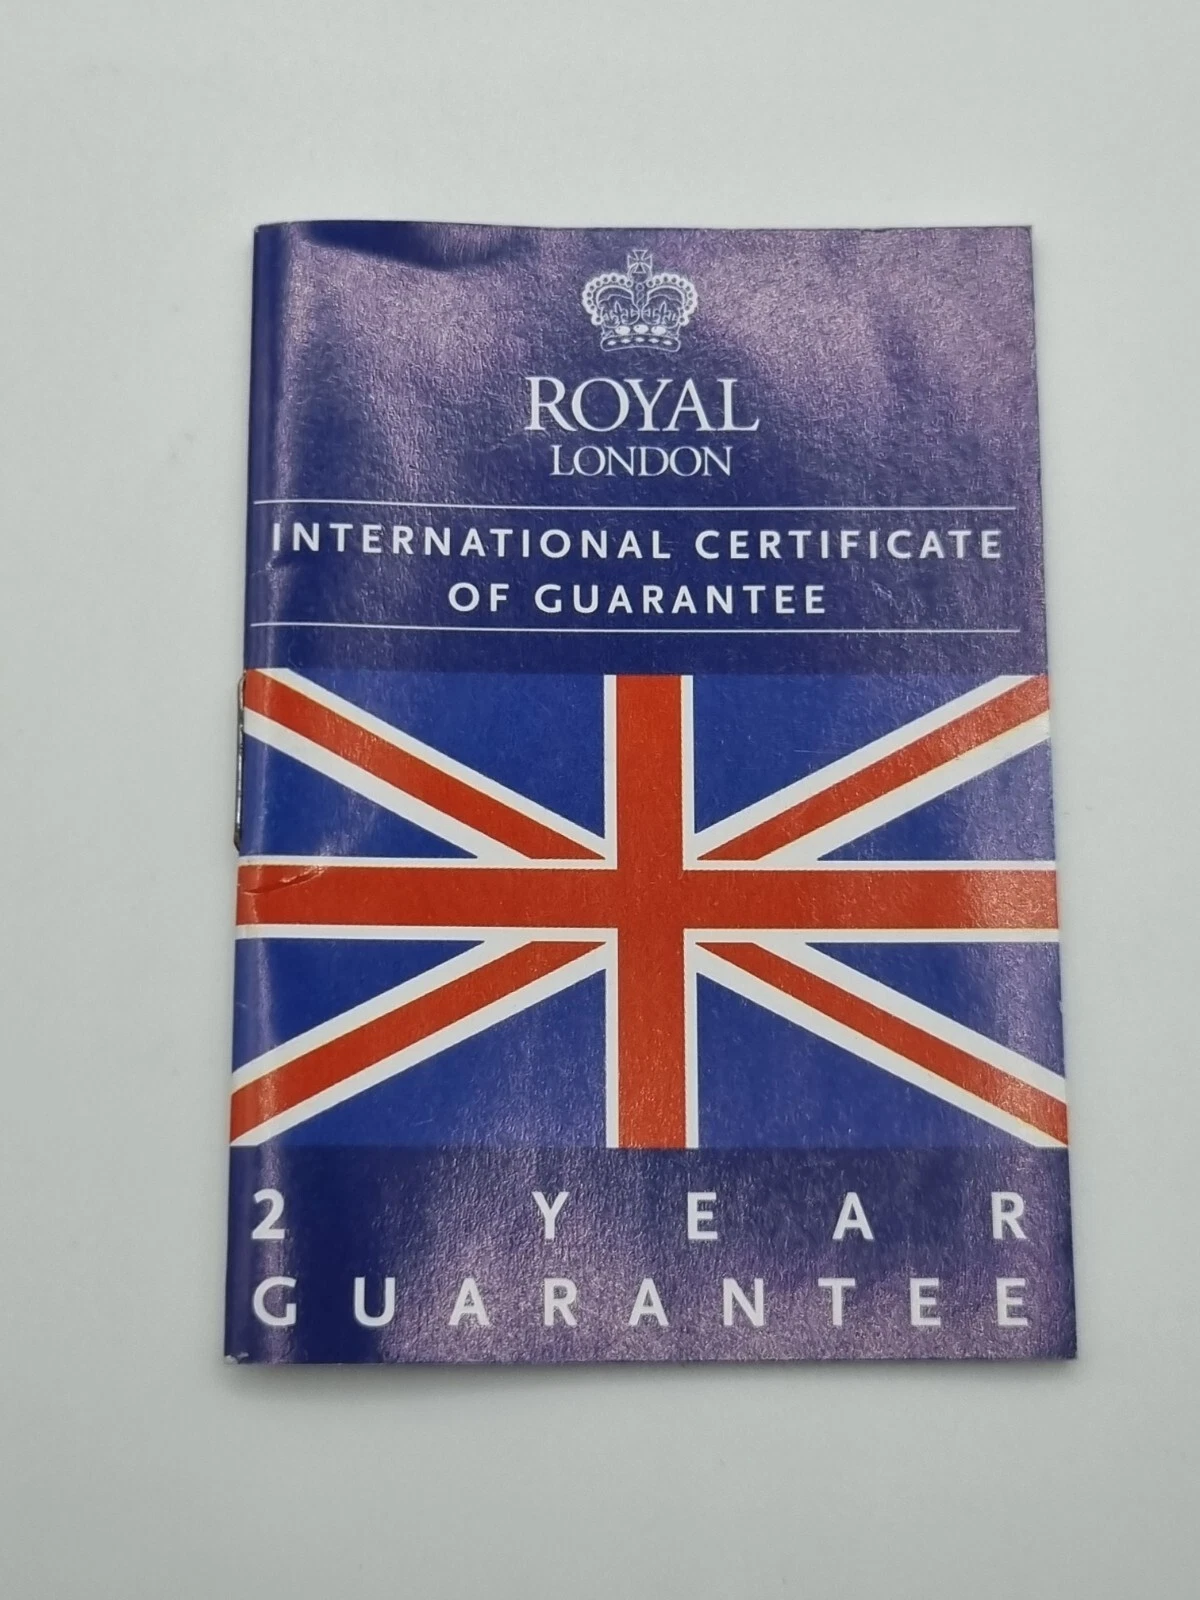 ROYAL
LONDON
INTERNATIONAL CERTIFICATE
OF GUARANTEE
2 YEAR
GUARANTEE